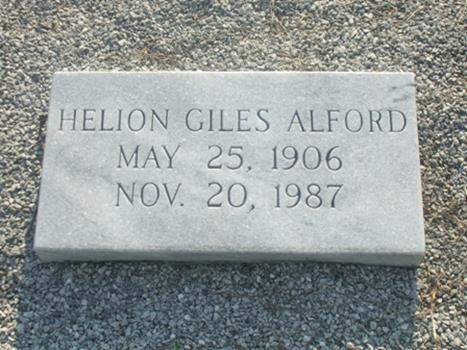 HELION GILES ALFORD
MAY 25, 1906
NOV. 20, 1987